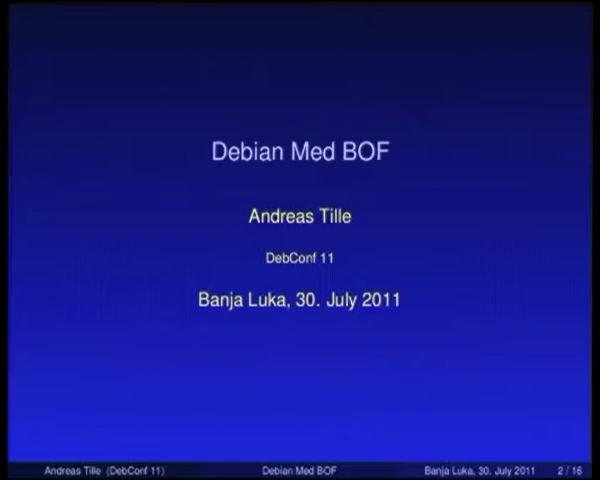 Debian Med BOF
Andreas Tille
DebConf 11
Banja Luka, 30. July 2011
Andreas Tille (DebConf 11) Debian Med BOF Banja Luka, 30. July 2011 2 / 16